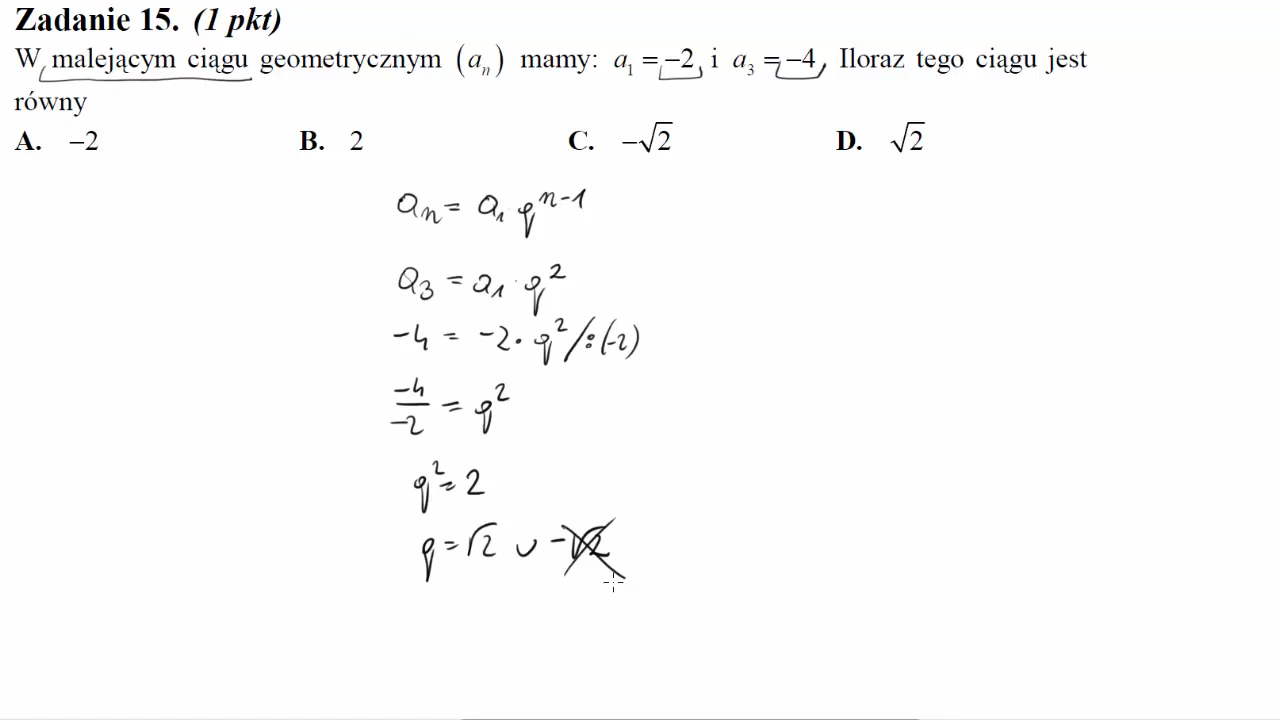 Zadanie 15. (1 pkt)
W malejącym ciągu geometrycznym (aₙ) mamy: a₁ = −2, i a₃ = −4, Iloraz tego ciągu jest
równy
A. −2 B. 2 C. −√2 D. √2
aₙ = a₁ qⁿ⁻¹
a₃ = a₁ · q²
−4 = −2 · q² /:(−2)
−4/−2 = q²
q² = 2
q = √2 ∪ −√2